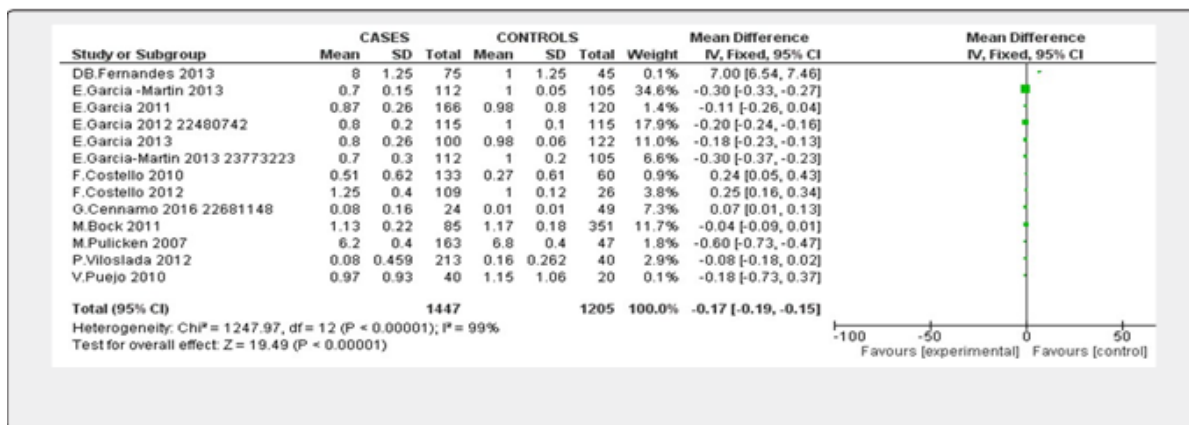 CASES CONTROLS Mean Difference Mean Difference
Study or Subgroup Mean SD Total Mean SD Total Weight IV, Fixed, 95% CI IV, Fixed, 95% CI
DB.Fernandes 2013 8 1.25 75 1 1.25 45 0.1% 7.00 [6.54, 7.46]
E.Garcia -Martin 2013 0.7 0.15 112 1 0.05 105 34.6% -0.30 [-0.33, -0.27]
E.Garcia 2011 0.87 0.26 166 0.98 0.8 120 1.4% -0.11 [-0.26, 0.04]
E.Garcia 2012 22480742 0.8 0.2 115 1 0.1 115 17.9% -0.20 [-0.24, -0.16]
E.Garcia 2013 0.8 0.26 100 0.98 0.06 122 11.0% -0.18 [-0.23, -0.13]
E.Garcia-Martin 2013 23773223 0.7 0.3 112 1 0.2 105 6.6% -0.30 [-0.37, -0.23]
F.Costello 2010 0.51 0.62 133 0.27 0.61 60 0.9% 0.24 [0.05, 0.43]
F.Costello 2012 1.25 0.4 109 1 0.12 26 3.8% 0.25 [0.16, 0.34]
G.Cennamo 2016 22681148 0.08 0.16 24 0.01 0.01 49 7.3% 0.07 [0.01, 0.13]
M.Bock 2011 1.13 0.22 85 1.17 0.18 351 11.7% -0.04 [-0.09, 0.01]
M.Pulicken 2007 6.2 0.4 163 6.8 0.4 47 1.8% -0.60 [-0.73, -0.47]
P.Viloslada 2012 0.08 0.459 213 0.16 0.262 40 2.9% -0.08 [-0.18, 0.02]
V.Puejo 2010 0.97 0.93 40 1.15 1.06 20 0.1% -0.18 [-0.73, 0.37]
Total (95% CI) 1447 1205 100.0% -0.17 [-0.19, -0.15]
Heterogeneity: Chi² = 1247.97, df = 12 (P < 0.00001); I² = 99%
Test for overall effect: Z = 19.49 (P < 0.00001)
-100 -50 0 50
Favours [experimental] Favours [control]